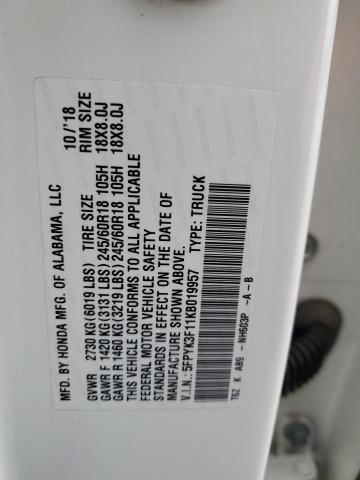 MFD. BY HONDA MFG. OF ALABAMA, LLC 10/'18
GVWR 2730 KG (6019 LBS) TIRE SIZE RIM SIZE
GAWR F 1420 KG (3131 LBS) 245/60R18 105H 18X8.0J
GAWR R 1460 KG (3219 LBS) 245/60R18 105H 18X8.0J
THIS VEHICLE CONFORMS TO ALL APPLICABLE
FEDERAL MOTOR VEHICLE SAFETY
STANDARDS IN EFFECT ON THE DATE OF
MANUFACTURE SHOWN ABOVE.
V.I.N.: 5FPYK3F11KB019957 TYPE: TRUCK
T6Z K AB9 -NH603P -A-B